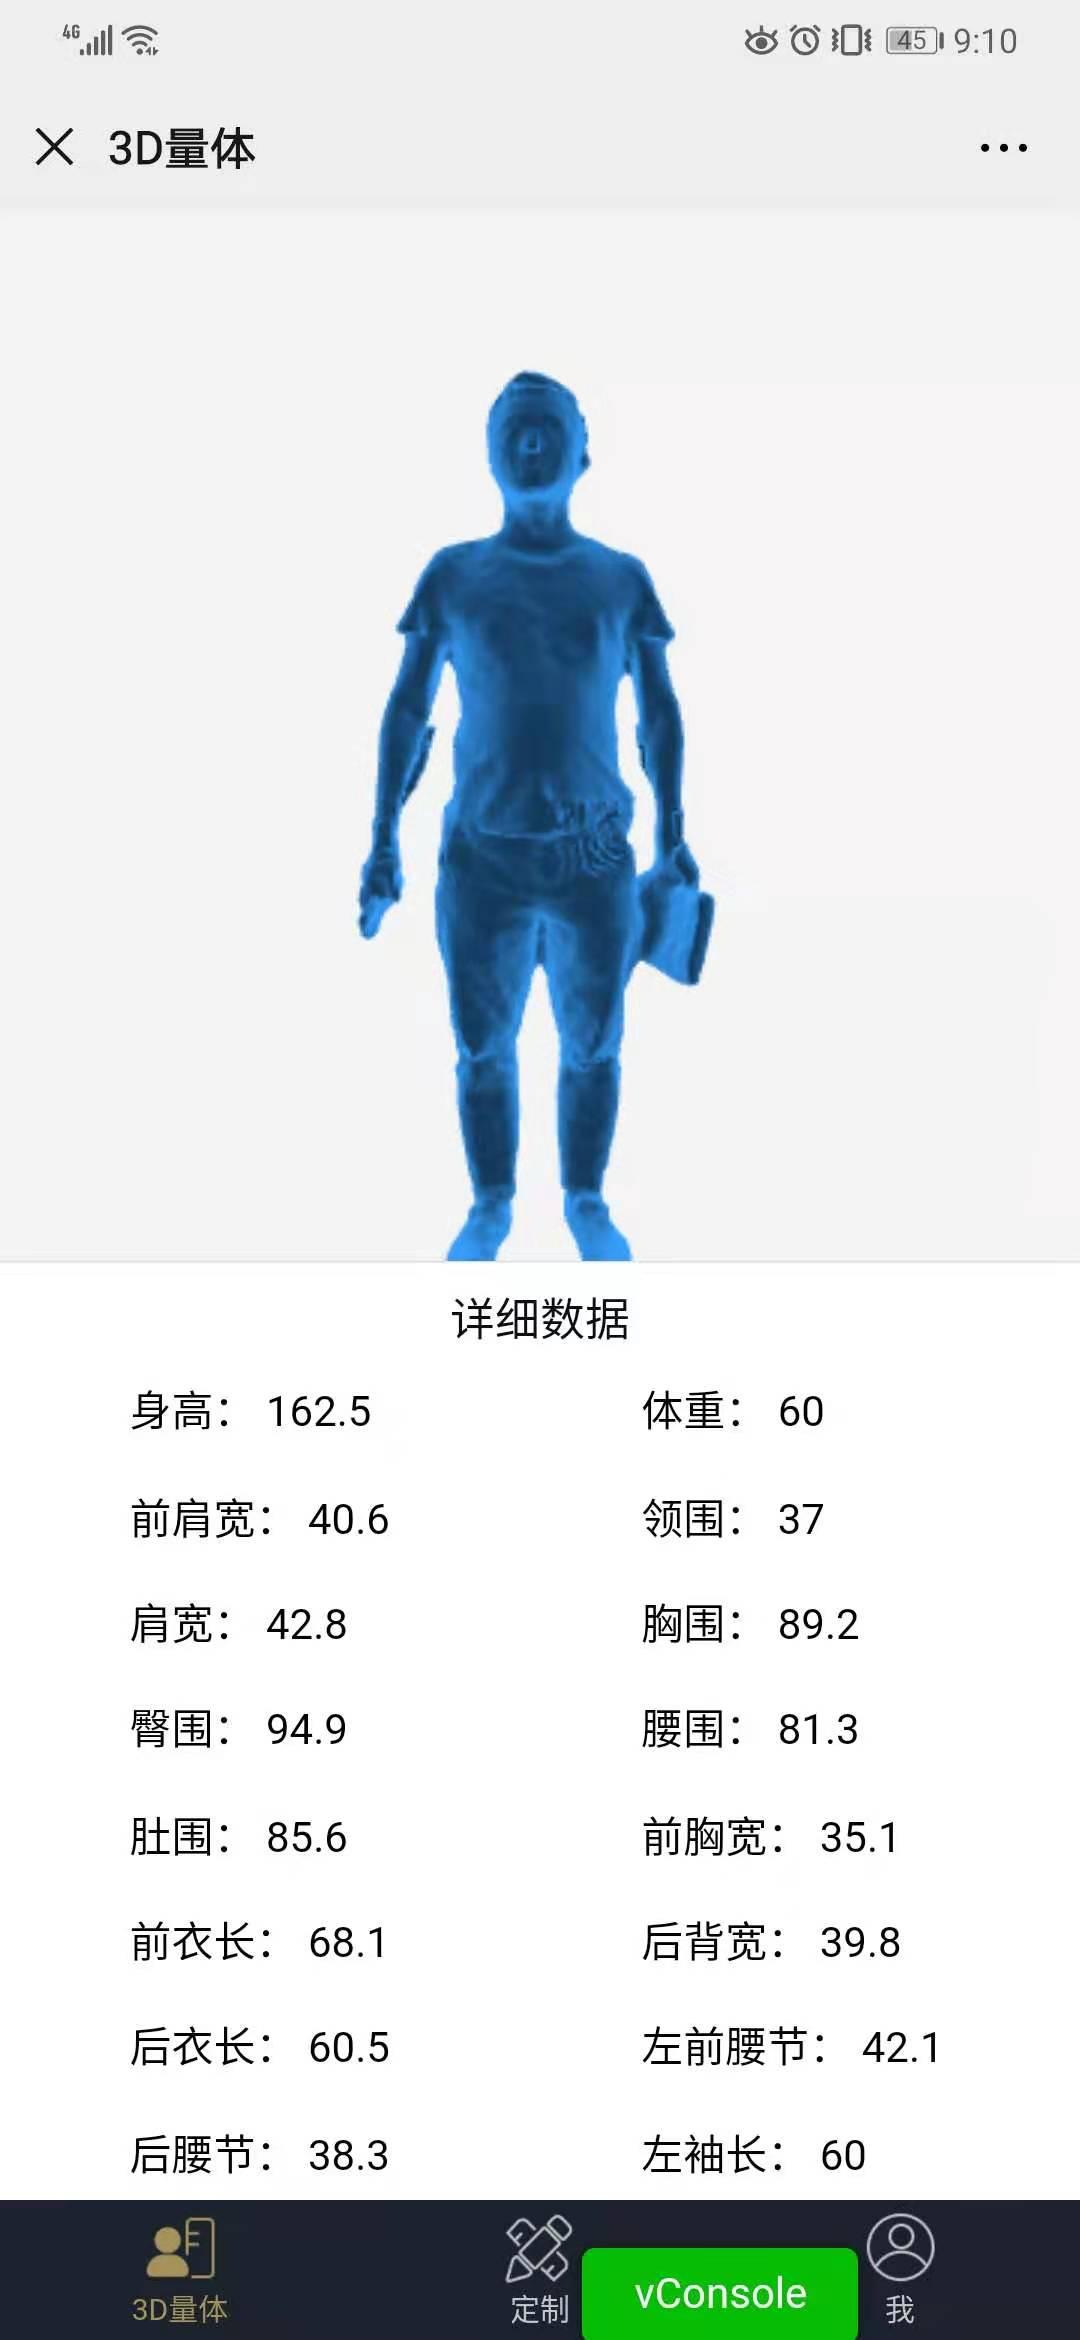 4G 45 9:10
3D量体
详细数据
身高： 162.5 体重： 60
前肩宽： 40.6 领围： 37
肩宽： 42.8 胸围： 89.2
臀围： 94.9 腰围： 81.3
肚围： 85.6 前胸宽： 35.1
前衣长： 68.1 后背宽： 39.8
后衣长： 60.5 左前腰节： 42.1
后腰节： 38.3 左袖长： 60
3D量体 定制 vConsole 我